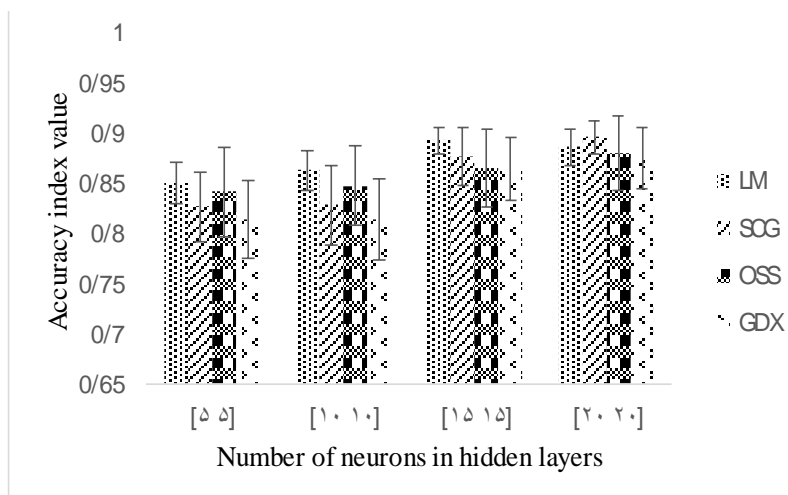 1
0/95
0/9
0/85
0/8
0/75
0/7
0/65
Accuracy index value
[۵ ۵]
[۱۰ ۱۰]
[۱۵ ۱۵]
[۲۰ ۲۰]
Number of neurons in hidden layers
LM
SCG
OSS
GDX